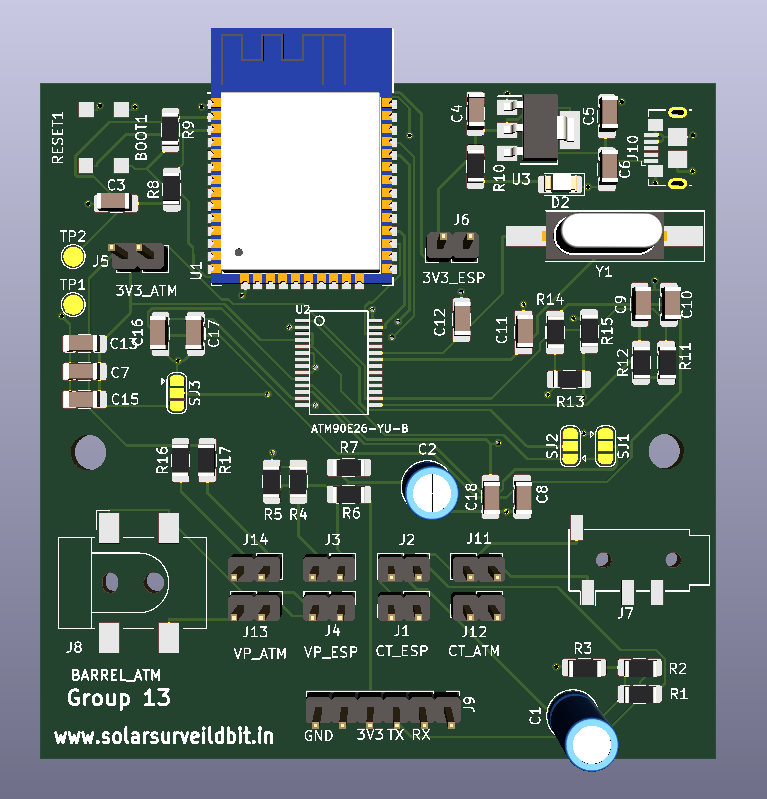 RESET1
BOOT1
R9
C4
C5
J10
R10
U3
C6
C3
R8
D2
TP2
J5
U1
J6
3V3_ATM
3V3_ESP
Y1
TP1
U2
R14
C9
C10
C16
C17
C12
C11
R15
C13
C7
R12
R11
C15
SJ3
R13
ATM90E26-YU-B
R16
R17
R7
C2
SJ2
SJ1
R5
R4
R6
C18
C8
J14
J3
J2
J11
J7
J8
J13
J4
J1
J12
VP_ATM
VP_ESP
CT_ESP
CT_ATM
R3
R2
BARREL_ATM
Group 13
R1
J9
C1
GND
3V3
TX
RX
www.solarsurveildbit.in